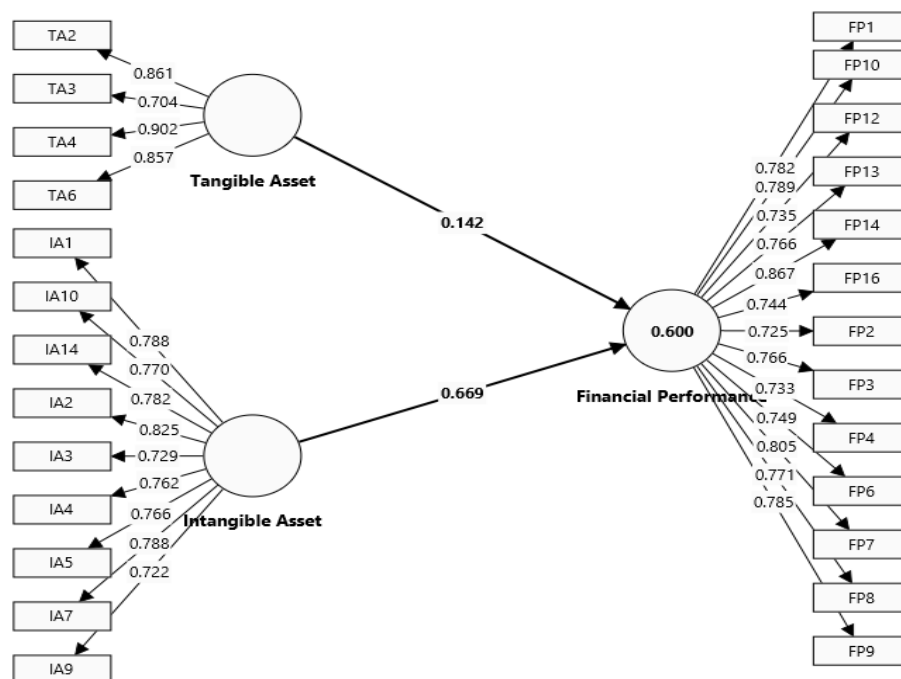 TA2
TA3
TA4
TA6
0.861
0.704
0.902
0.857
Tangible Asset
IA1
IA10
IA14
IA2
IA3
IA4
IA5
IA7
IA9
0.788
0.770
0.782
0.825
0.729
0.762
0.766
0.788
0.722
Intangible Asset
0.142
0.669
0.600
Financial Performance
0.782
0.789
0.735
0.766
0.867
0.744
0.725
0.766
0.733
0.749
0.805
0.771
0.785
FP1
FP10
FP12
FP13
FP14
FP16
FP2
FP3
FP4
FP6
FP7
FP8
FP9